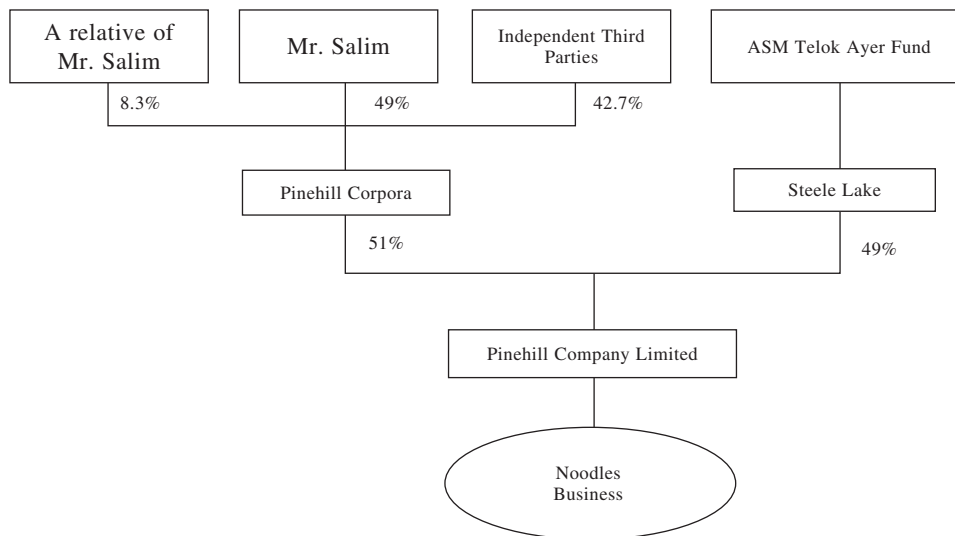 A relative of
Mr. Salim
Mr. Salim
Independent Third
Parties
ASM Telok Ayer Fund
8.3%
49%
42.7%
Pinehill Corpora
Steele Lake
51%
49%
Pinehill Company Limited
Noodles
Business